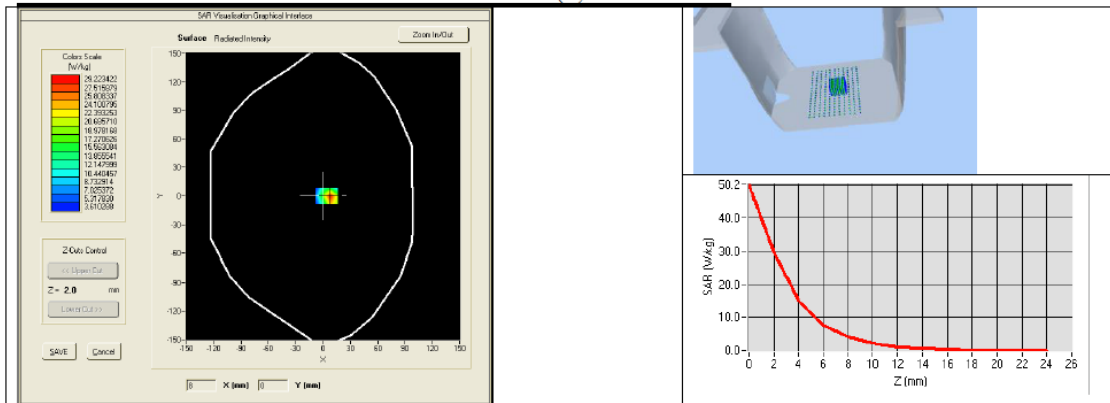 SAR Visualisation Graphical Interface
Surface Radiated Intensity
Zoom In/Out
Colors Scale
(W/kg)
29.223422
27.515879
25.808337
24.100795
22.393253
20.685710
18.978168
17.270626
15.563084
13.855541
12.147999
10.440457
8.732914
7.025372
5.317830
3.610288
150-
120-
90-
60-
30-
0-
-30-
-60-
-90-
-120-
-150-
Y
-150 -120 -90 -60 -30 0 30 60 90 120 150
X
Z-Cuts Control
<< Upper Cut
Z = 2.0 mm
Lower Cut >>
SAVE Cancel
8 X (mm) 0 Y (mm)
50.2-
40.0-
30.0-
20.0-
10.0-
0.0-
SAR (W/kg)
0 2 4 6 8 10 12 14 16 18 20 22 24 26
Z (mm)